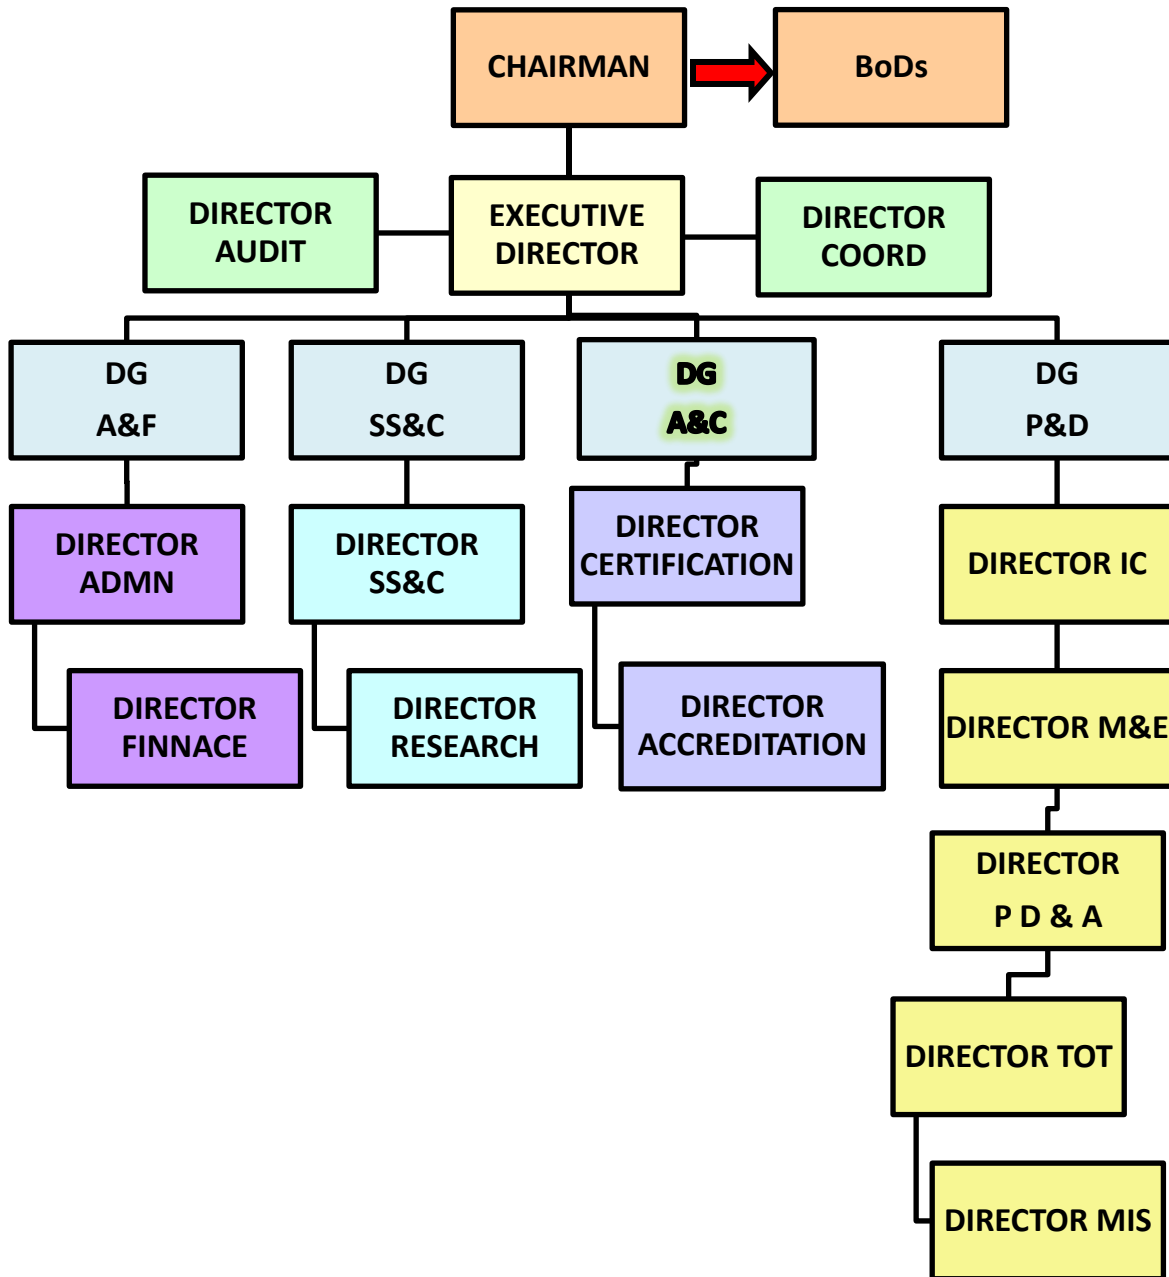 CHAIRMAN
BoDs
DIRECTOR
AUDIT
EXECUTIVE
DIRECTOR
DIRECTOR
COORD
DG
A&F
DG
SS&C
DG
A&C
DG
P&D
DIRECTOR
ADMN
DIRECTOR
SS&C
DIRECTOR
CERTIFICATION
DIRECTOR IC
DIRECTOR
FINNACE
DIRECTOR
RESEARCH
DIRECTOR
ACCREDITATION
DIRECTOR M&E
DIRECTOR
P D & A
DIRECTOR TOT
DIRECTOR MIS